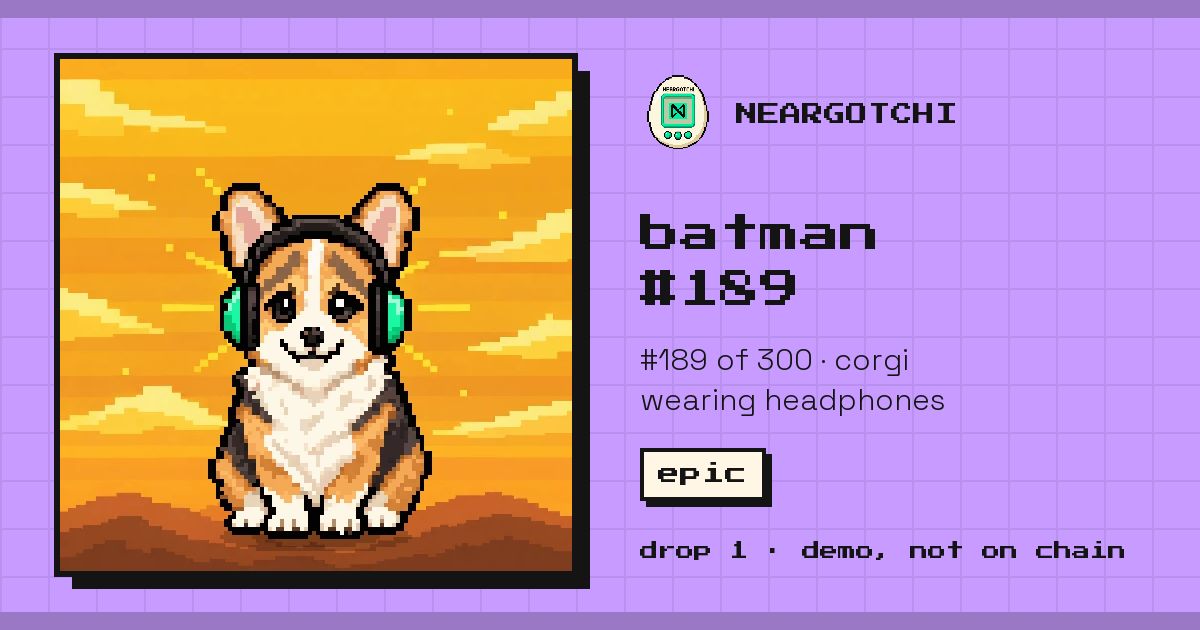 NEARGOTCHI
NEARGOTCHI
batman
#189
#189 of 300 · corgi
wearing headphones
epic
drop 1 · demo, not on chain